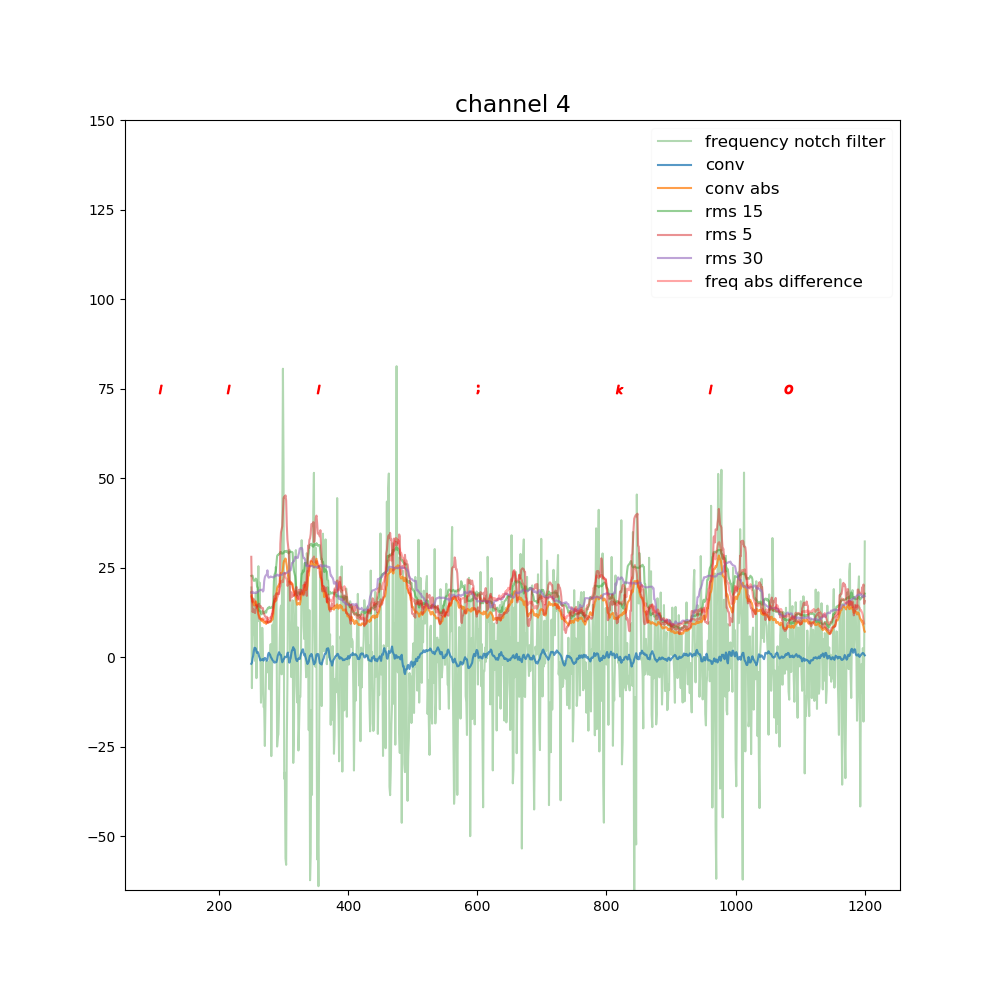 channel 4
150
125
100
75
50
25
0
−25
−50
frequency notch filter
conv
conv abs
rms 15
rms 5
rms 30
freq abs difference
l l l ; k l o
200 400 600 800 1000 1200